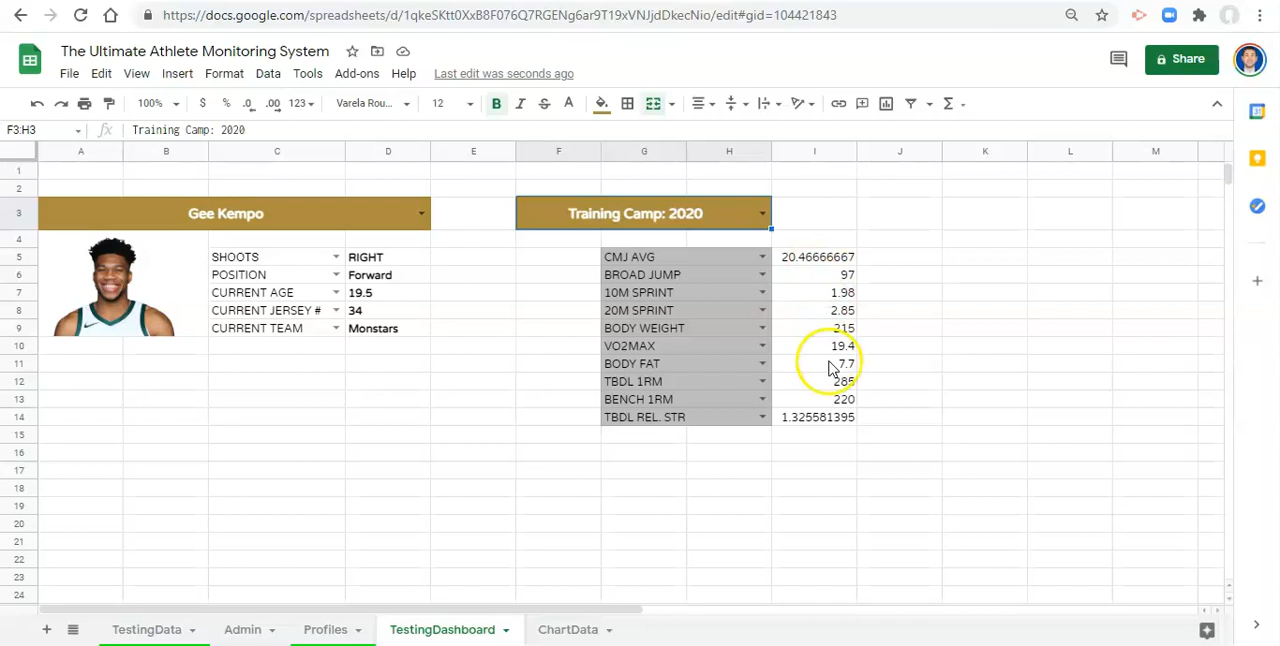 https://docs.google.com/spreadsheets/d/1qkeSKtt0XxB8F076Q7RGENg6ar9T19xVNJjdDkecNio/edit#gid=104421843
The Ultimate Athlete Monitoring System
File Edit View Insert Format Data Tools Add-ons Help Last edit was seconds ago
Share
100% $ % .0 .00 123 Varela Rou... 12 B I S A
F3:H3 fx Training Camp: 2020
A B C D E F G H I J K L M
1
2
3 Gee Kempo Training Camp: 2020
4
5 SHOOTS RIGHT CMJ AVG 20.46666667
6 POSITION Forward BROAD JUMP 97
7 CURRENT AGE 19.5 10M SPRINT 1.98
8 CURRENT JERSEY # 34 20M SPRINT 2.85
9 CURRENT TEAM Monstars BODY WEIGHT 215
10 VO2MAX 19.4
11 BODY FAT 7.7
12 TBDL 1RM 285
13 BENCH 1RM 220
14 TBDL REL. STR 1.325581395
15
16
17
18
19
20
21
22
23
24
TestingData Admin Profiles TestingDashboard ChartData